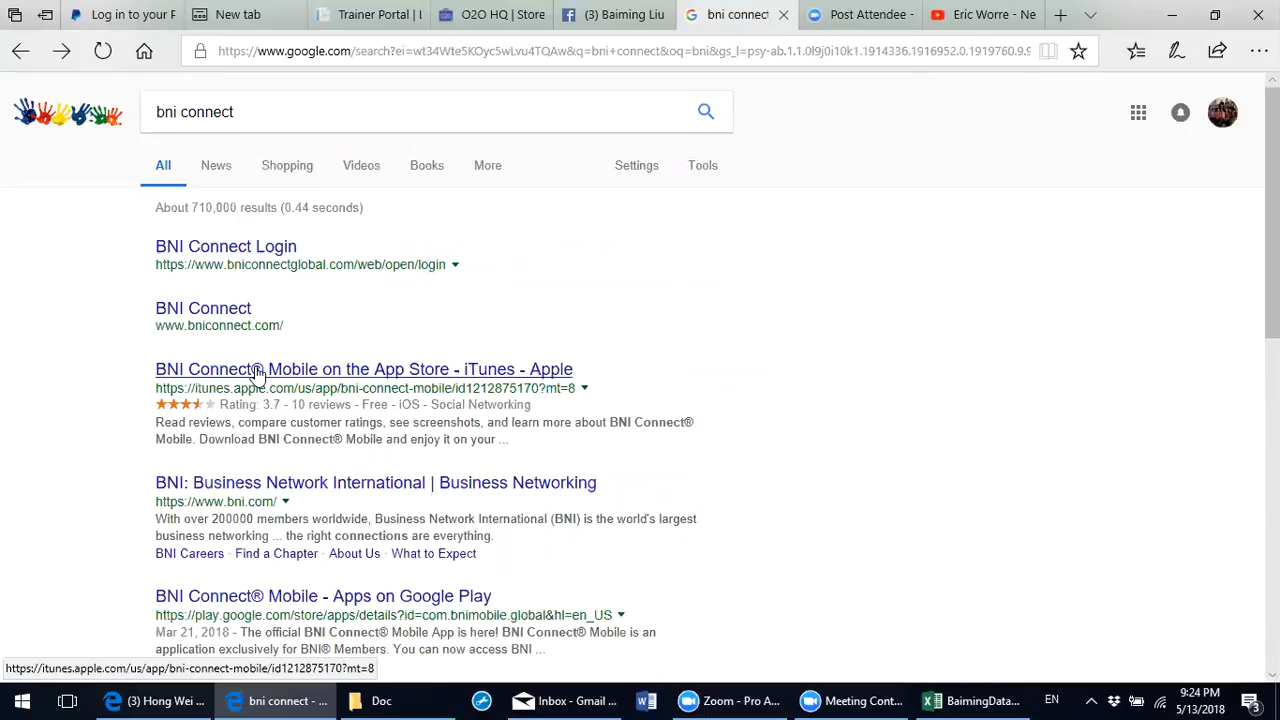 Log in to your F
New tab
Trainer Portal | I
O2O HQ | Store
(3) Baiming Liu
bni connect
Post Attendee -
Eric Worre - Ne
https://www.google.com/search?ei=wt34Wte5KOyc5wLvu4TQAw&q=bni+connect&oq=bni&gs_l=psy-ab.1.1.0l9j0i10k1.1914336.1916952.0.1919760.9.9
bni connect
All News Shopping Videos Books More Settings Tools
About 710,000 results (0.44 seconds)
BNI Connect Login
https://www.bniconnectglobal.com/web/open/login
BNI Connect
www.bniconnect.com/
BNI Connect® Mobile on the App Store - iTunes - Apple
https://itunes.apple.com/us/app/bni-connect-mobile/id1212875170?mt=8
Rating: 3.7 - 10 reviews - Free - iOS - Social Networking
Read reviews, compare customer ratings, see screenshots, and learn more about BNI Connect®
Mobile. Download BNI Connect® Mobile and enjoy it on your ...
BNI: Business Network International | Business Networking
https://www.bni.com/
With over 200000 members worldwide, Business Network International (BNI) is the world's largest
business networking ... the right connections are everything.
BNI Careers · Find a Chapter · About Us · What to Expect
BNI Connect® Mobile - Apps on Google Play
https://play.google.com/store/apps/details?id=com.bnimobile.global&hl=en_US
Mar 21, 2018 - The official BNI Connect® Mobile App is here! BNI Connect® Mobile is an
application exclusively for BNI® Members. You can now access BNI ...
https://itunes.apple.com/us/app/bni-connect-mobile/id1212875170?mt=8
(3) Hong Wei ...
bni connect - ...
Doc
Inbox - Gmail ...
Zoom - Pro A...
Meeting Cont...
BaimingData...
EN
9:24 PM
5/13/2018
3